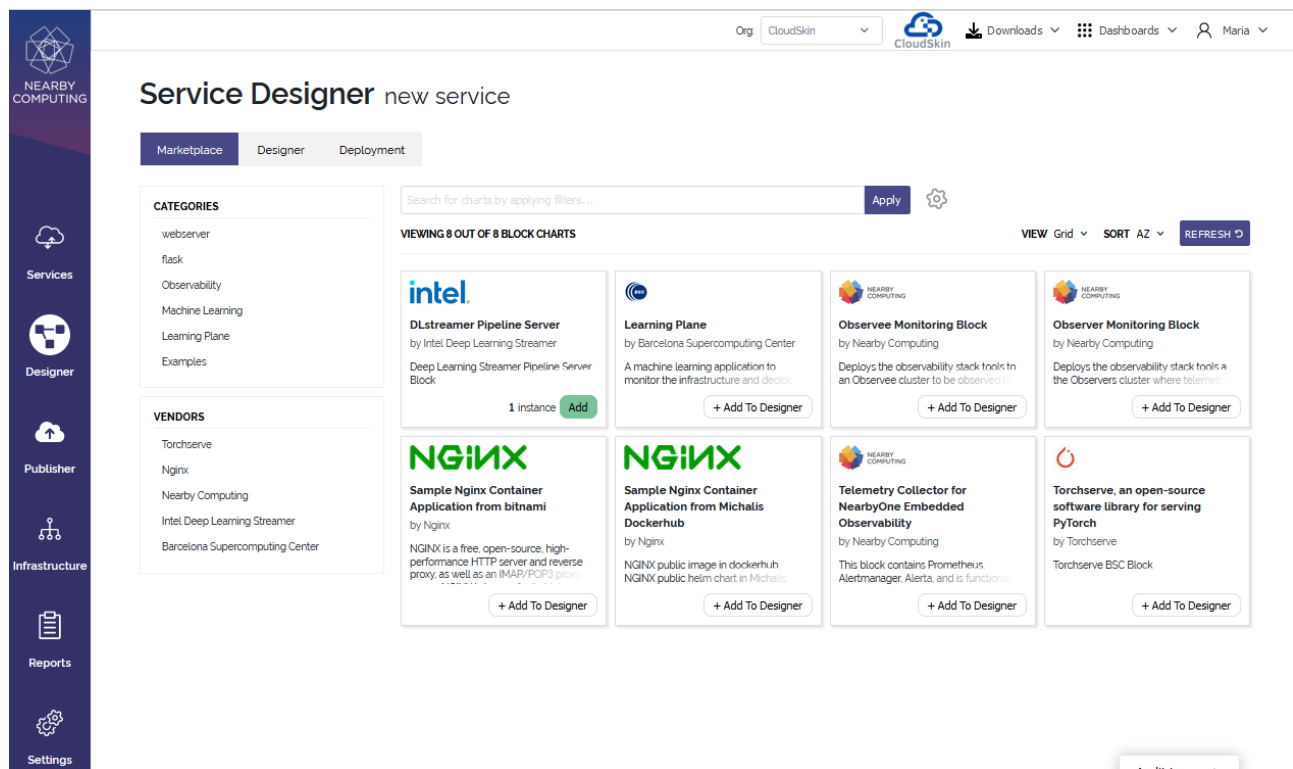 Org: CloudSkin
CloudSkin
Downloads
Dashboards
Maria
NEARBY
COMPUTING
Services
Designer
Publisher
Infrastructure
Reports
Settings
Service Designer new service
Marketplace Designer Deployment
CATEGORIES
webserver
flask
Observability
Machine Learning
Learning Plane
Examples
VENDORS
Torchserve
Nginx
Nearby Computing
Intel Deep Learning Streamer
Barcelona Supercomputing Center
Search for charts by applying filters...
Apply
VIEWING 8 OUT OF 8 BLOCK CHARTS
VIEW Grid SORT AZ REFRESH
intel.
DLstreamer Pipeline Server
by Intel Deep Learning Streamer
Deep Learning Streamer Pipeline Server
Block
1 instance Add
BSC
Learning Plane
by Barcelona Supercomputing Center
A machine learning application to
monitor the infrastructure and decide
+ Add To Designer
NEARBY
COMPUTING
Observee Monitoring Block
by Nearby Computing
Deploys the observability stack tools to
an Observee cluster to be observed
+ Add To Designer
NEARBY
COMPUTING
Observer Monitoring Block
by Nearby Computing
Deploys the observability stack tools a
the Observers cluster where
+ Add To Designer
NGINX
Sample Nginx Container
Application from bitnami
by Nginx
NGINX is a free, open-source, high-
performance HTTP server and reverse
proxy, as well as an IMAP/POP3
+ Add To Designer
NGINX
Sample Nginx Container
Application from Michalis
Dockerhub
by Nginx
NGINX public image in dockerhub.
NGINX public helm chart in Michalis
+ Add To Designer
NEARBY
COMPUTING
Telemetry Collector for
NearbyOne Embedded
Observability
by Nearby Computing
This block contains Prometheus,
Alertmanager, Alerta, and is
+ Add To Designer
Torchserve, an open-source
software library for serving
PyTorch
by Torchserve
Torchserve BSC Block
+ Add To Designer